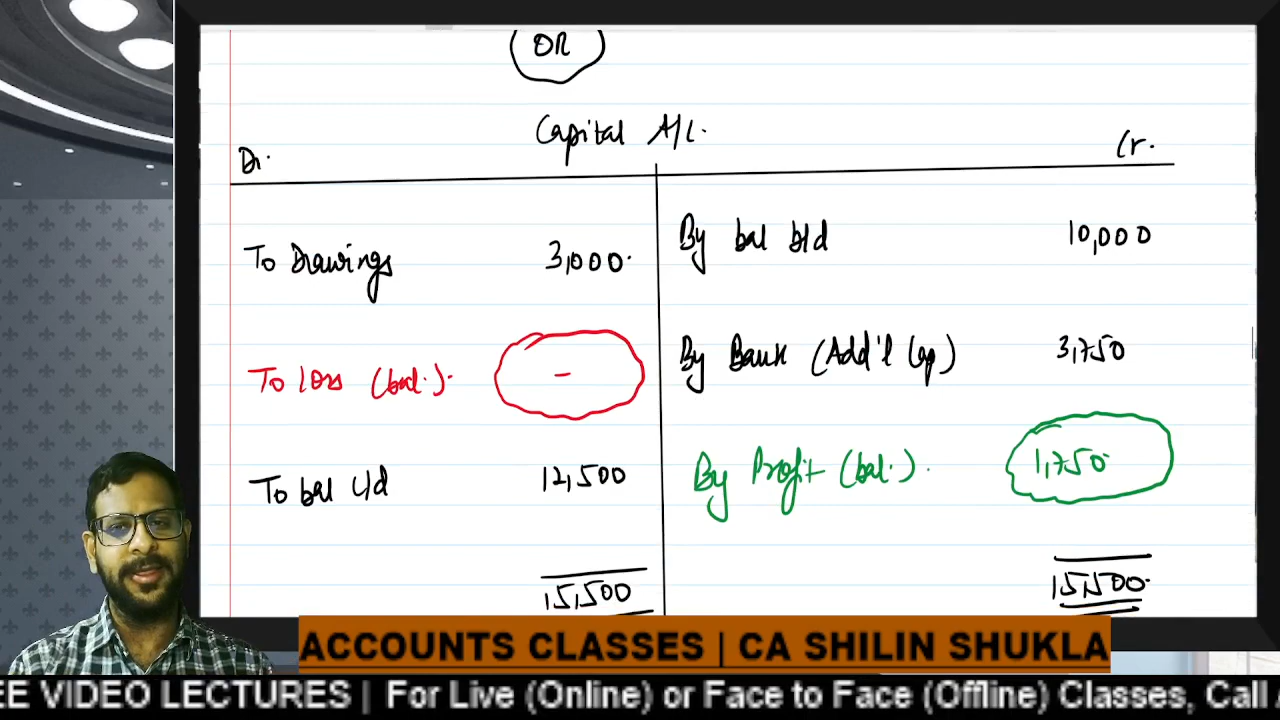 OR
Capital A/c.
Dr. Cr.
To Drawings 3,000. By bal b/d 10,000
To loss (bal.). – By Bank (Add'l Cap) 3,750
To bal c/d 12,500 By Profit (bal.). 1,750
15,500 15,500
ACCOUNTS CLASSES | CA SHILIN SHUKLA
EE VIDEO LECTURES | For Live (Online) or Face to Face (Offline) Classes, Call